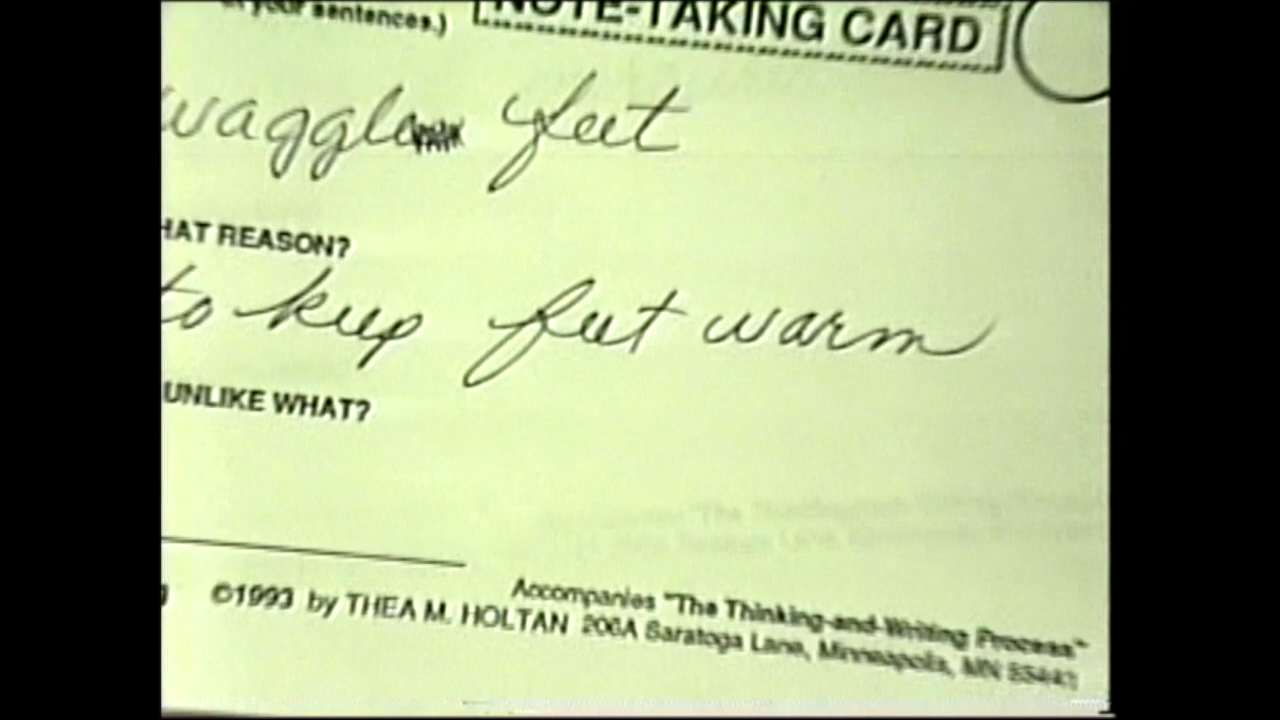 your sentences.)
NOTE-TAKING CARD
waggle feet
HAT REASON?
to keep feet warm
UNLIKE WHAT?
Accompanies "The Thinking-and-Writing Process"
©1993 by THEA M. HOLTAN 206A Saratoga Lane, Minneapolis, MN 55441